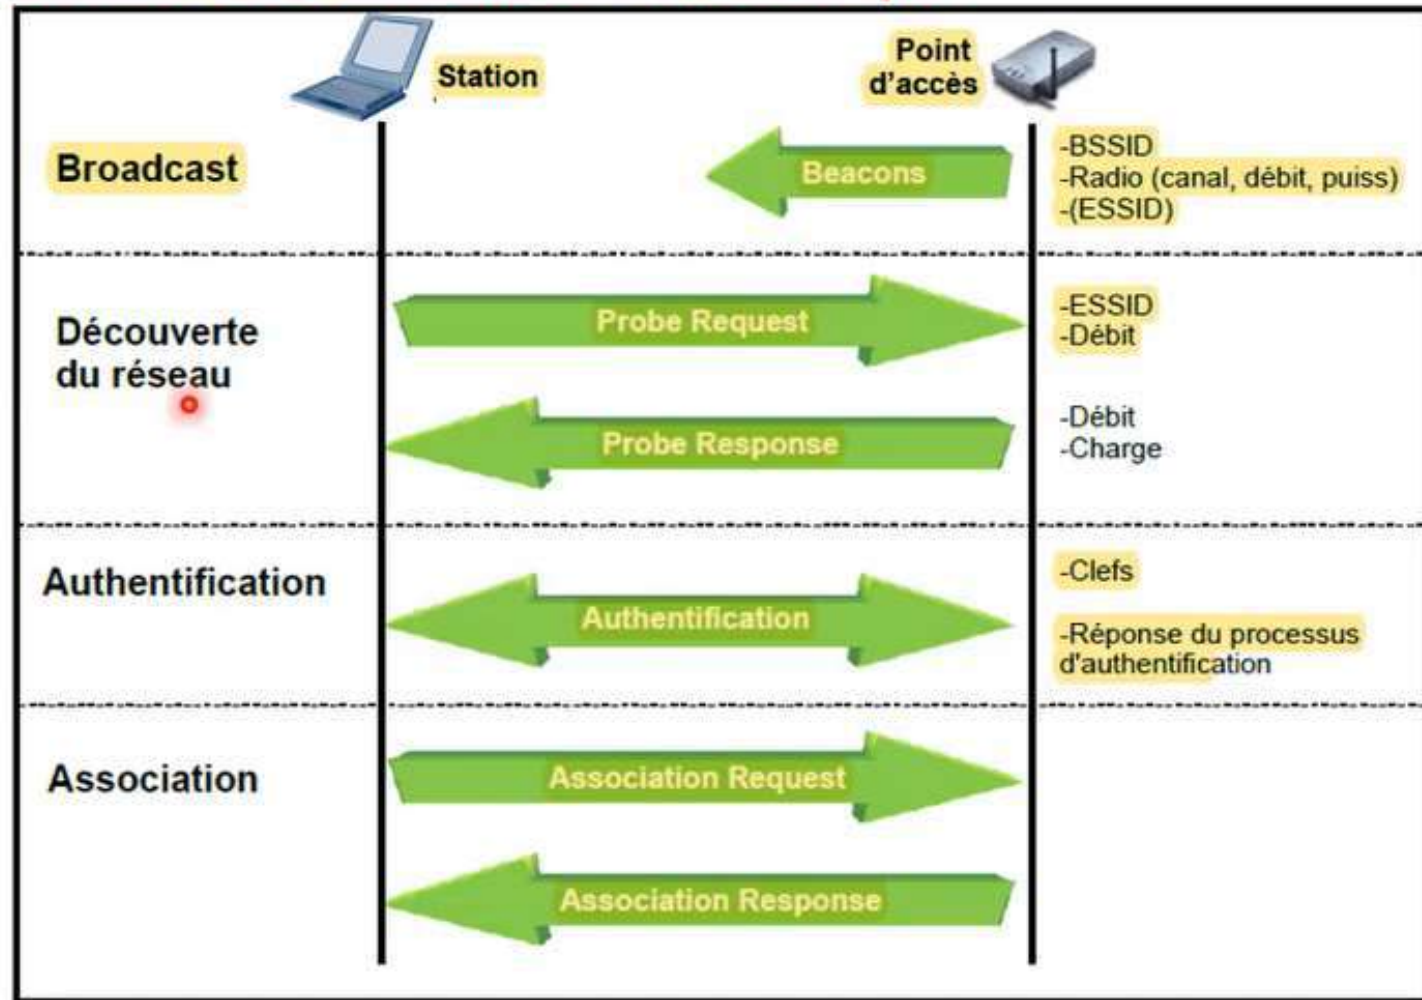 Station
Point
d'accès
Broadcast
Beacons
-BSSID
-Radio (canal, débit, puiss)
-(ESSID)
Découverte
du réseau
Probe Request
-ESSID
-Débit
Probe Response
-Débit
-Charge
Authentification
Authentification
-Clefs
-Réponse du processus
d'authentification
Association
Association Request
Association Response